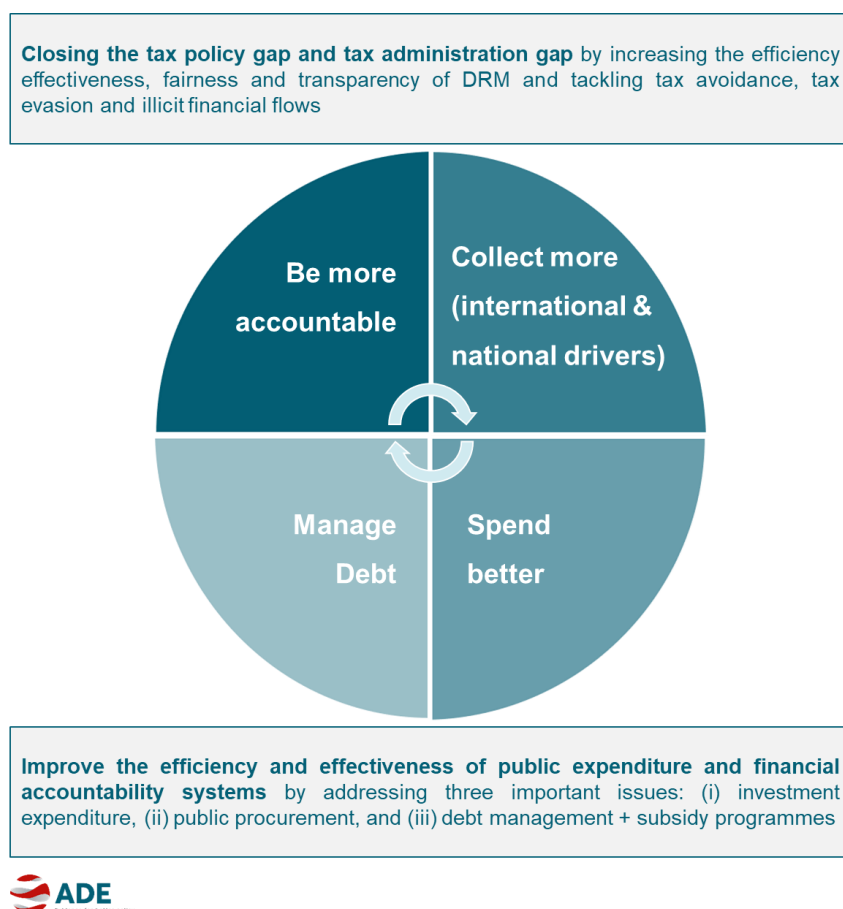 Closing the tax policy gap and tax administration gap by increasing the efficiency
effectiveness, fairness and transparency of DRM and tackling tax avoidance, tax
evasion and illicit financial flows
Be more
accountable
Collect more
(international &
national drivers)
Manage
Debt
Spend
better
Improve the efficiency and effectiveness of public expenditure and financial
accountability systems by addressing three important issues: (i) investment
expenditure, (ii) public procurement, and (iii) debt management + subsidy programmes
ADE